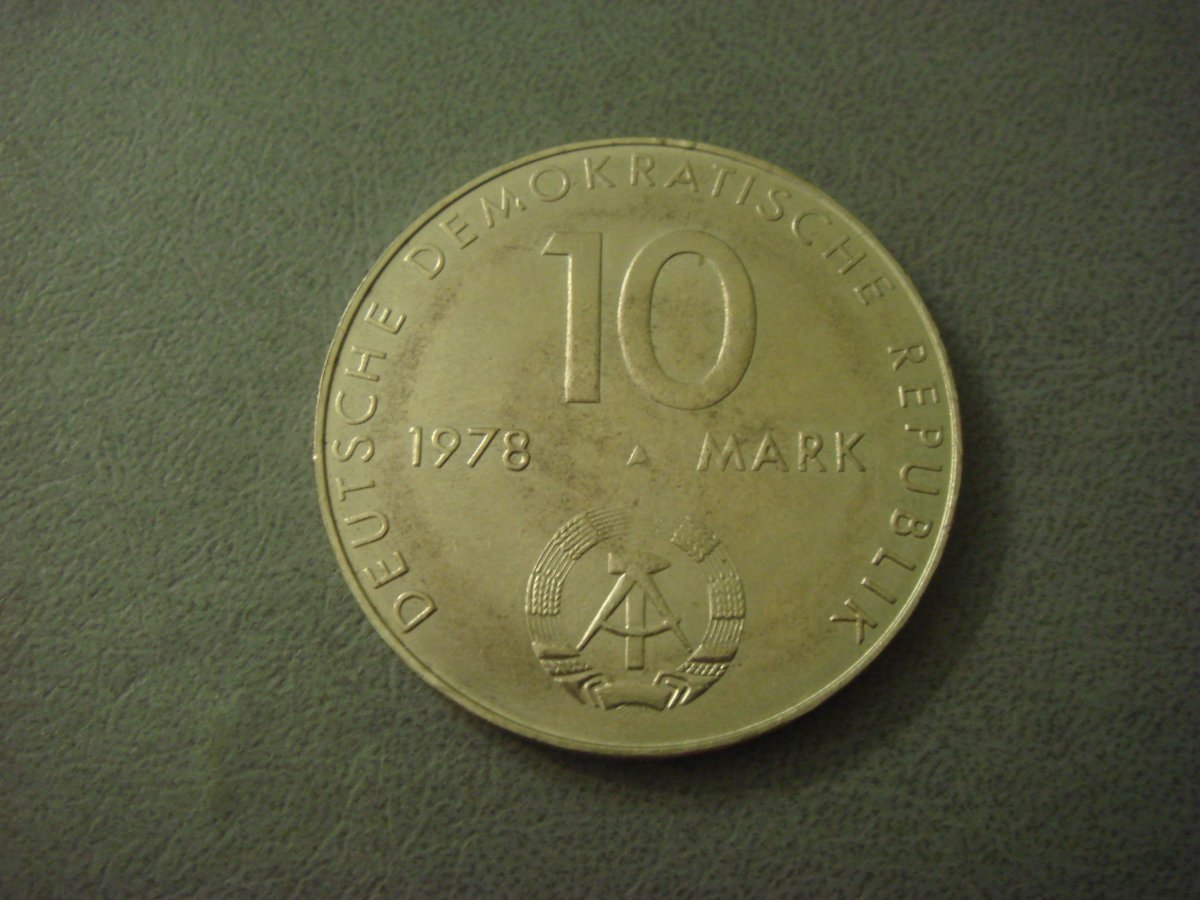 DEUTSCHE DEMOKRATISCHE REPUBLIK
10
1978 A MARK